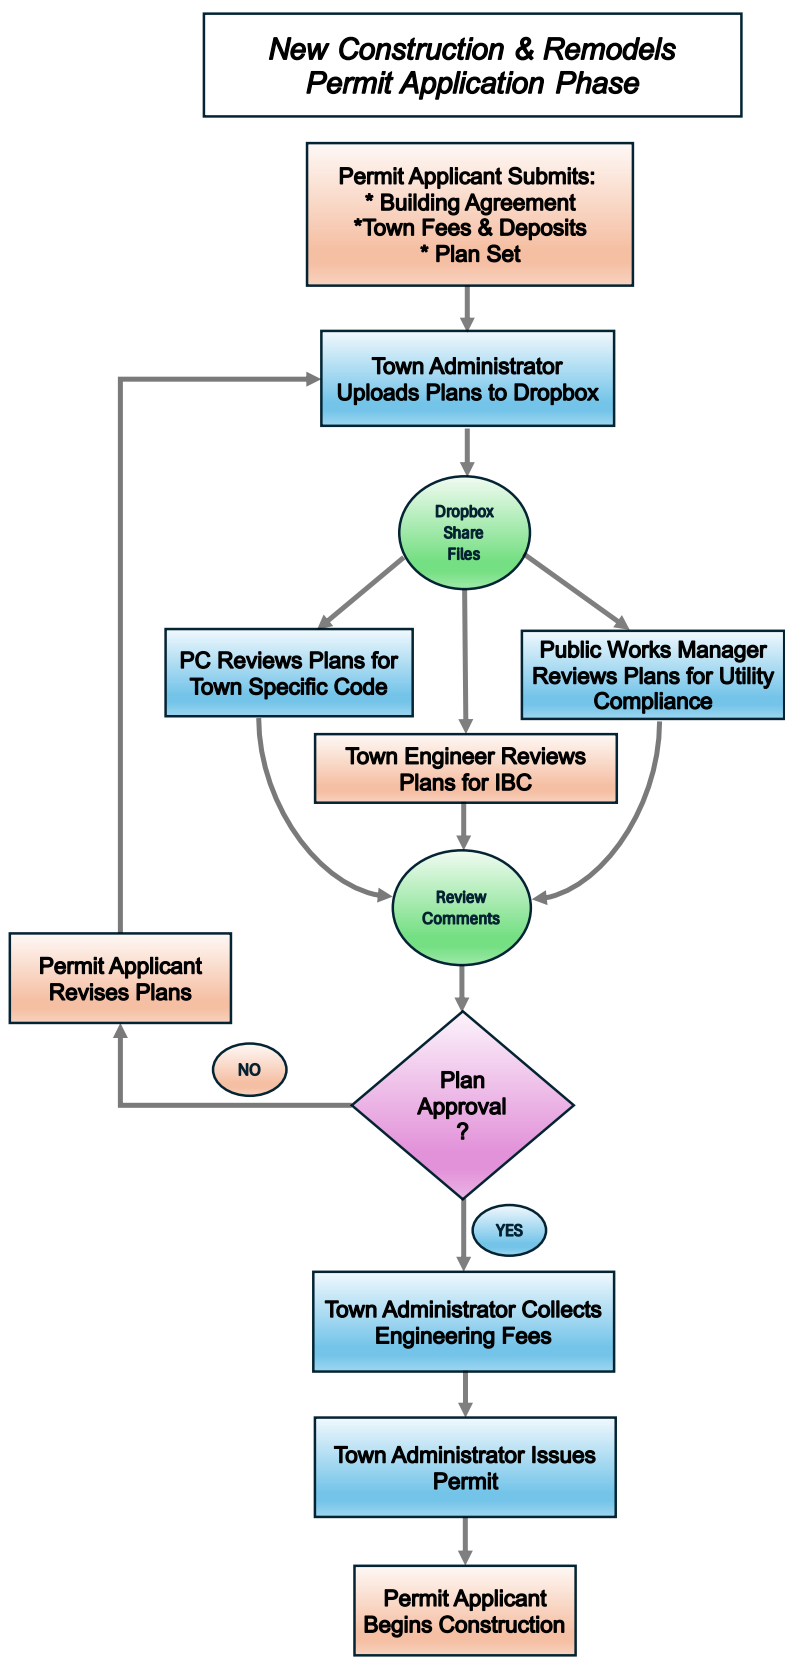 New Construction & Remodels
Permit Application Phase
Permit Applicant Submits:
* Building Agreement
*Town Fees & Deposits
* Plan Set
Town Administrator
Uploads Plans to Dropbox
Dropbox
Share
Files
PC Reviews Plans for
Town Specific Code
Public Works Manager
Reviews Plans for Utility
Compliance
Town Engineer Reviews
Plans for IBC
Review
Comments
Permit Applicant
Revises Plans
NO
Plan
Approval
?
YES
Town Administrator Collects
Engineering Fees
Town Administrator Issues
Permit
Permit Applicant
Begins Construction